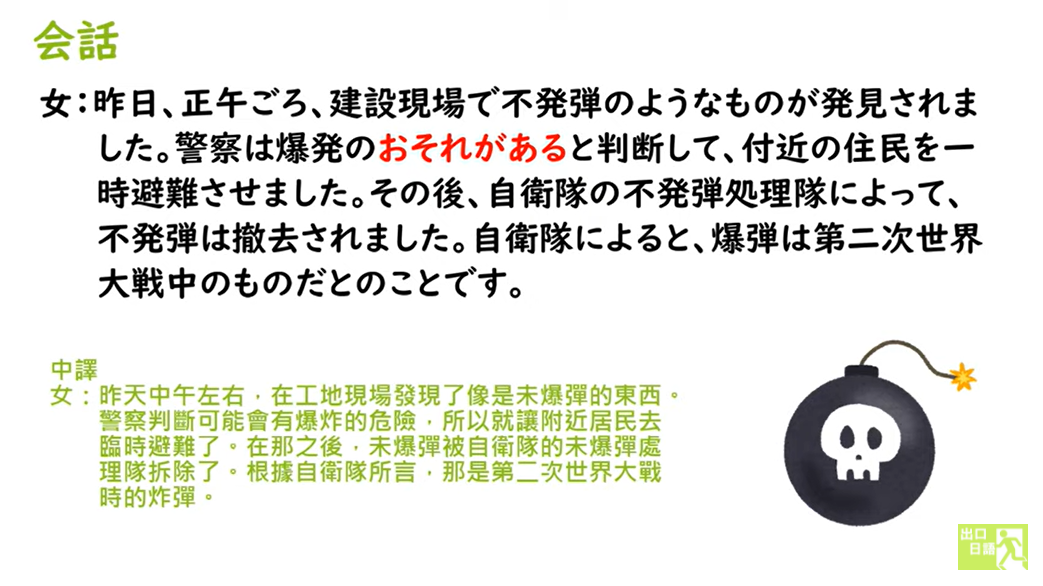 会話
女：昨日、正午ごろ、建設現場で不発弾のようなものが発見されま
した。警察は爆発のおそれがあると判断して、付近の住民を一
時避難させました。その後、自衛隊の不発弾処理隊によって、
不発弾は撤去されました。自衛隊によると、爆弾は第二次世界
大戦中のものだとのことです。
中譯
女：昨天中午左右，在工地現場發現了像是未爆彈的東西。
警察判斷可能會有爆炸的危險，所以就讓附近居民去
臨時避難了。在那之後，未爆彈被自衛隊的未爆彈處
理隊拆除了。根據自衛隊所言，那是第二次世界大戰
時的炸彈。
出口
日語